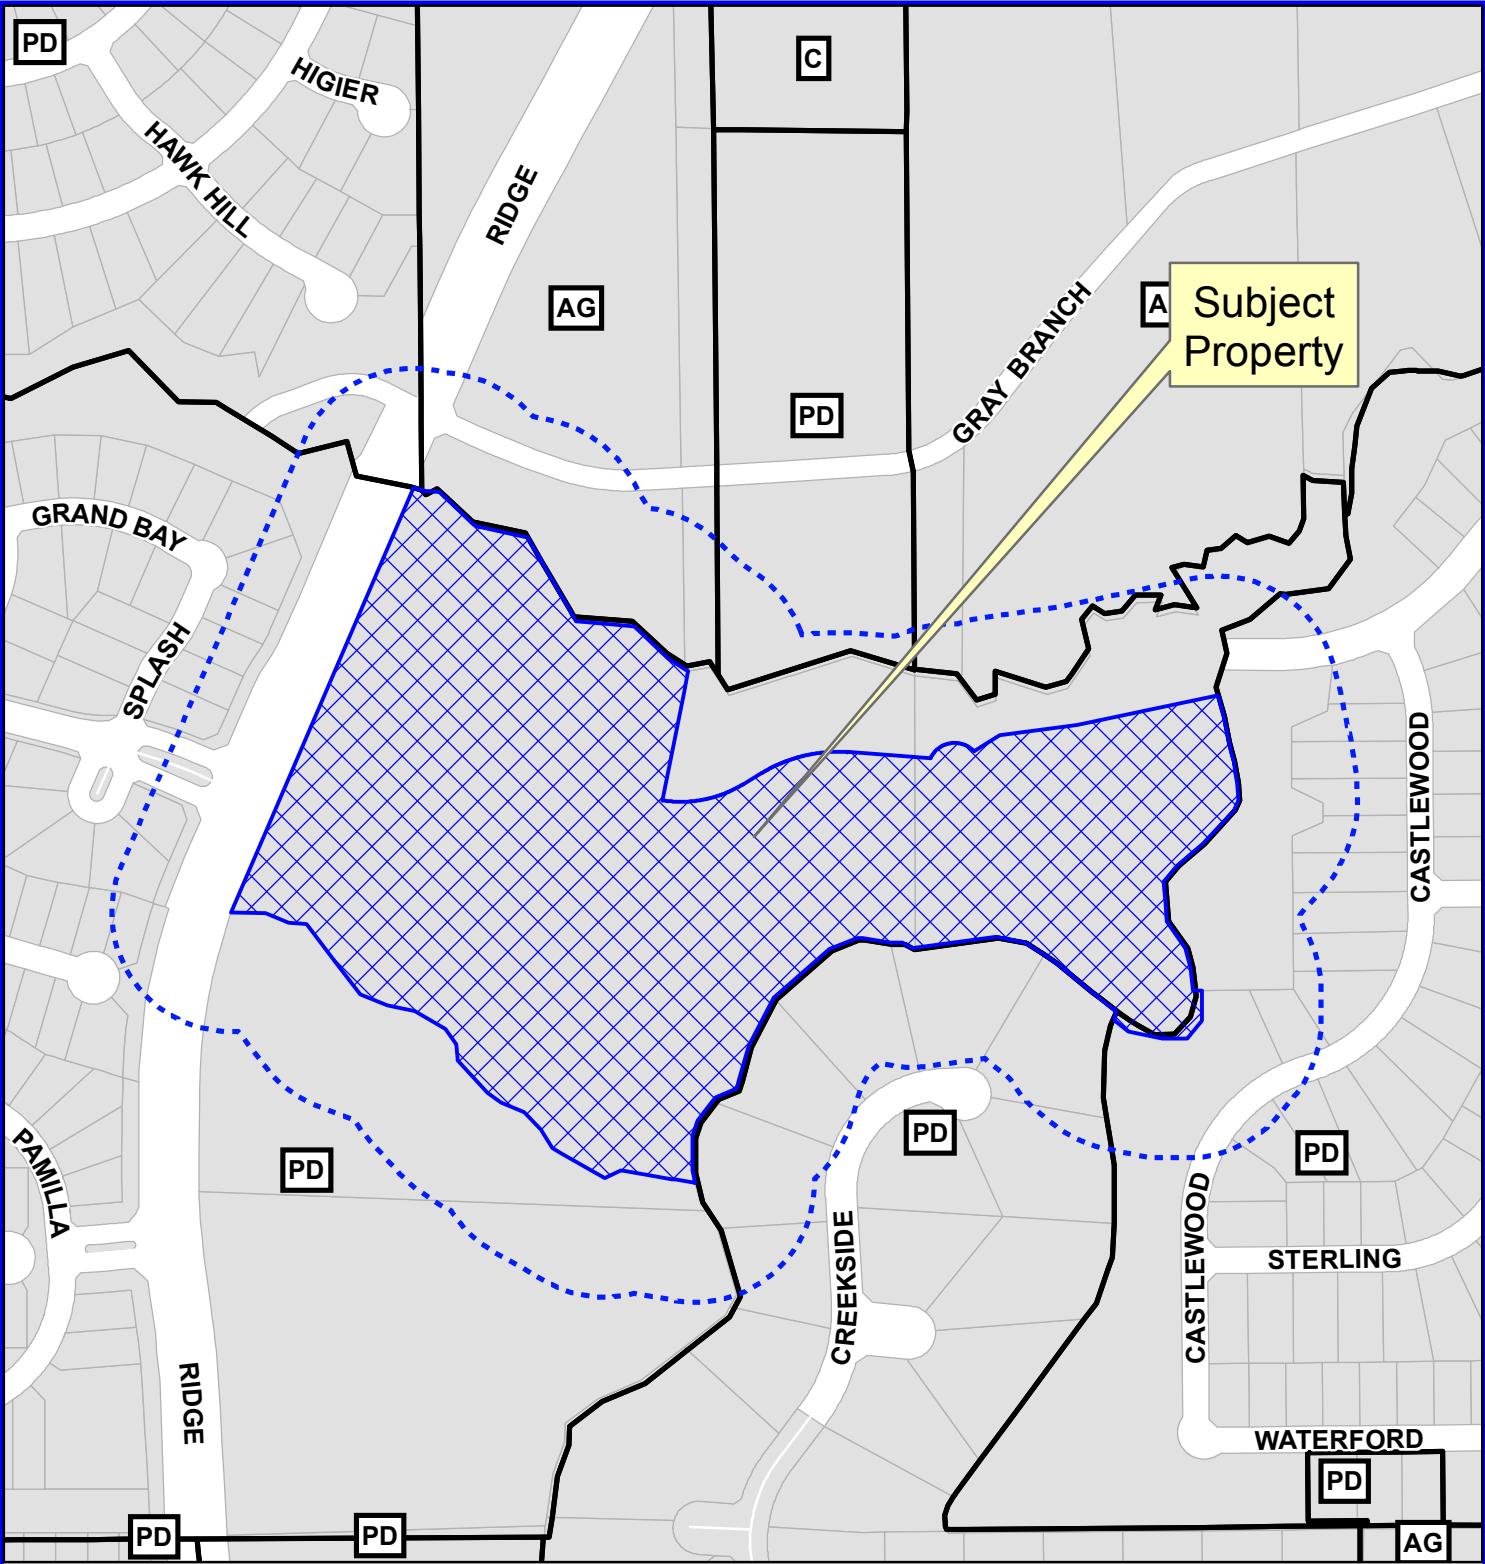 PD
C
HIGIER
HAWK HILL
RIDGE
AG
A
Subject
Property
GRAY BRANCH
PD
GRAND BAY
SPLASH
CASTLEWOOD
PD
PD
PD
PAMILLA
CREEKSIDE
CASTLEWOOD
STERLING
RIDGE
WATERFORD
PD
PD
PD
AG